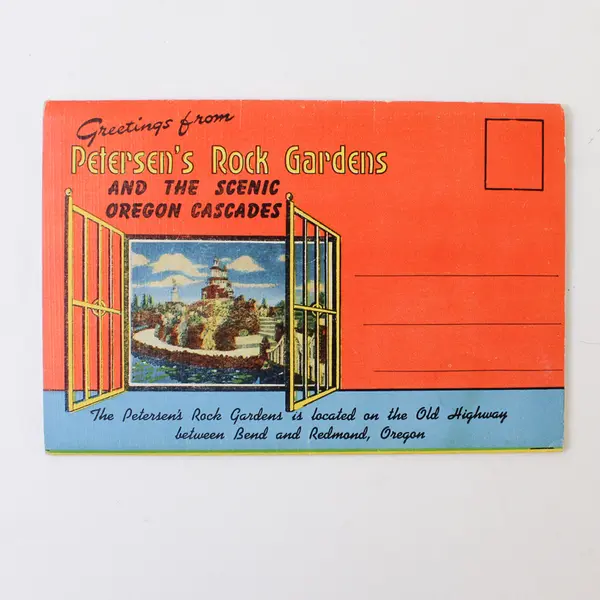 Greetings from
Petersen's Rock Gardens
AND THE SCENIC
OREGON CASCADES
The Petersen's Rock Gardens is located on the Old Highway
between Bend and Redmond, Oregon